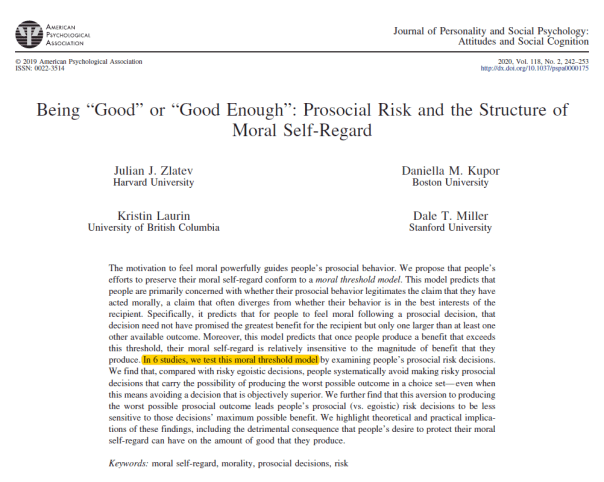 AMERICAN
PSYCHOLOGICAL
ASSOCIATION
Journal of Personality and Social Psychology:
Attitudes and Social Cognition
© 2019 American Psychological Association
ISSN: 0022-3514
2020, Vol. 118, No. 2, 242–253
http://dx.doi.org/10.1037/pspa0000175
Being “Good” or “Good Enough”: Prosocial Risk and the Structure of
Moral Self-Regard
Julian J. Zlatev
Harvard University
Daniella M. Kupor
Boston University
Kristin Laurin
University of British Columbia
Dale T. Miller
Stanford University
The motivation to feel moral powerfully guides people’s prosocial behavior. We propose that people’s
efforts to preserve their moral self-regard conform to a moral threshold model. This model predicts that
people are primarily concerned with whether their prosocial behavior legitimates the claim that they have
acted morally, a claim that often diverges from whether their behavior is in the best interests of the
recipient. Specifically, it predicts that for people to feel moral following a prosocial decision, that
decision need not have promised the greatest benefit for the recipient but only one larger than at least one
other available outcome. Moreover, this model predicts that once people produce a benefit that exceeds
this threshold, their moral self-regard is relatively insensitive to the magnitude of benefit that they
produce. In 6 studies, we test this moral threshold model by examining people’s prosocial risk decisions.
We find that, compared with risky egoistic decisions, people systematically avoid making risky prosocial
decisions that carry the possibility of producing the worst possible outcome in a choice set—even when
this means avoiding a decision that is objectively superior. We further find that this aversion to producing
the worst possible prosocial outcome leads people’s prosocial (vs. egoistic) risk decisions to be less
sensitive to those decisions’ maximum possible benefit. We highlight theoretical and practical implica-
tions of these findings, including the detrimental consequence that people’s desire to protect their moral
self-regard can have on the amount of good that they produce.
Keywords: moral self-regard, morality, prosocial decisions, risk